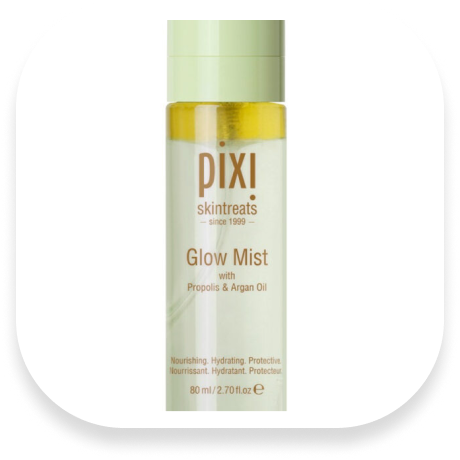 pixi
skintreats
– since 1999 –
Glow Mist
with
Propolis & Argan Oil
Nourishing. Hydrating. Protective.
Nourrissant. Hydratant. Protecteur.
80 ml/2.70 fl.oz ℮